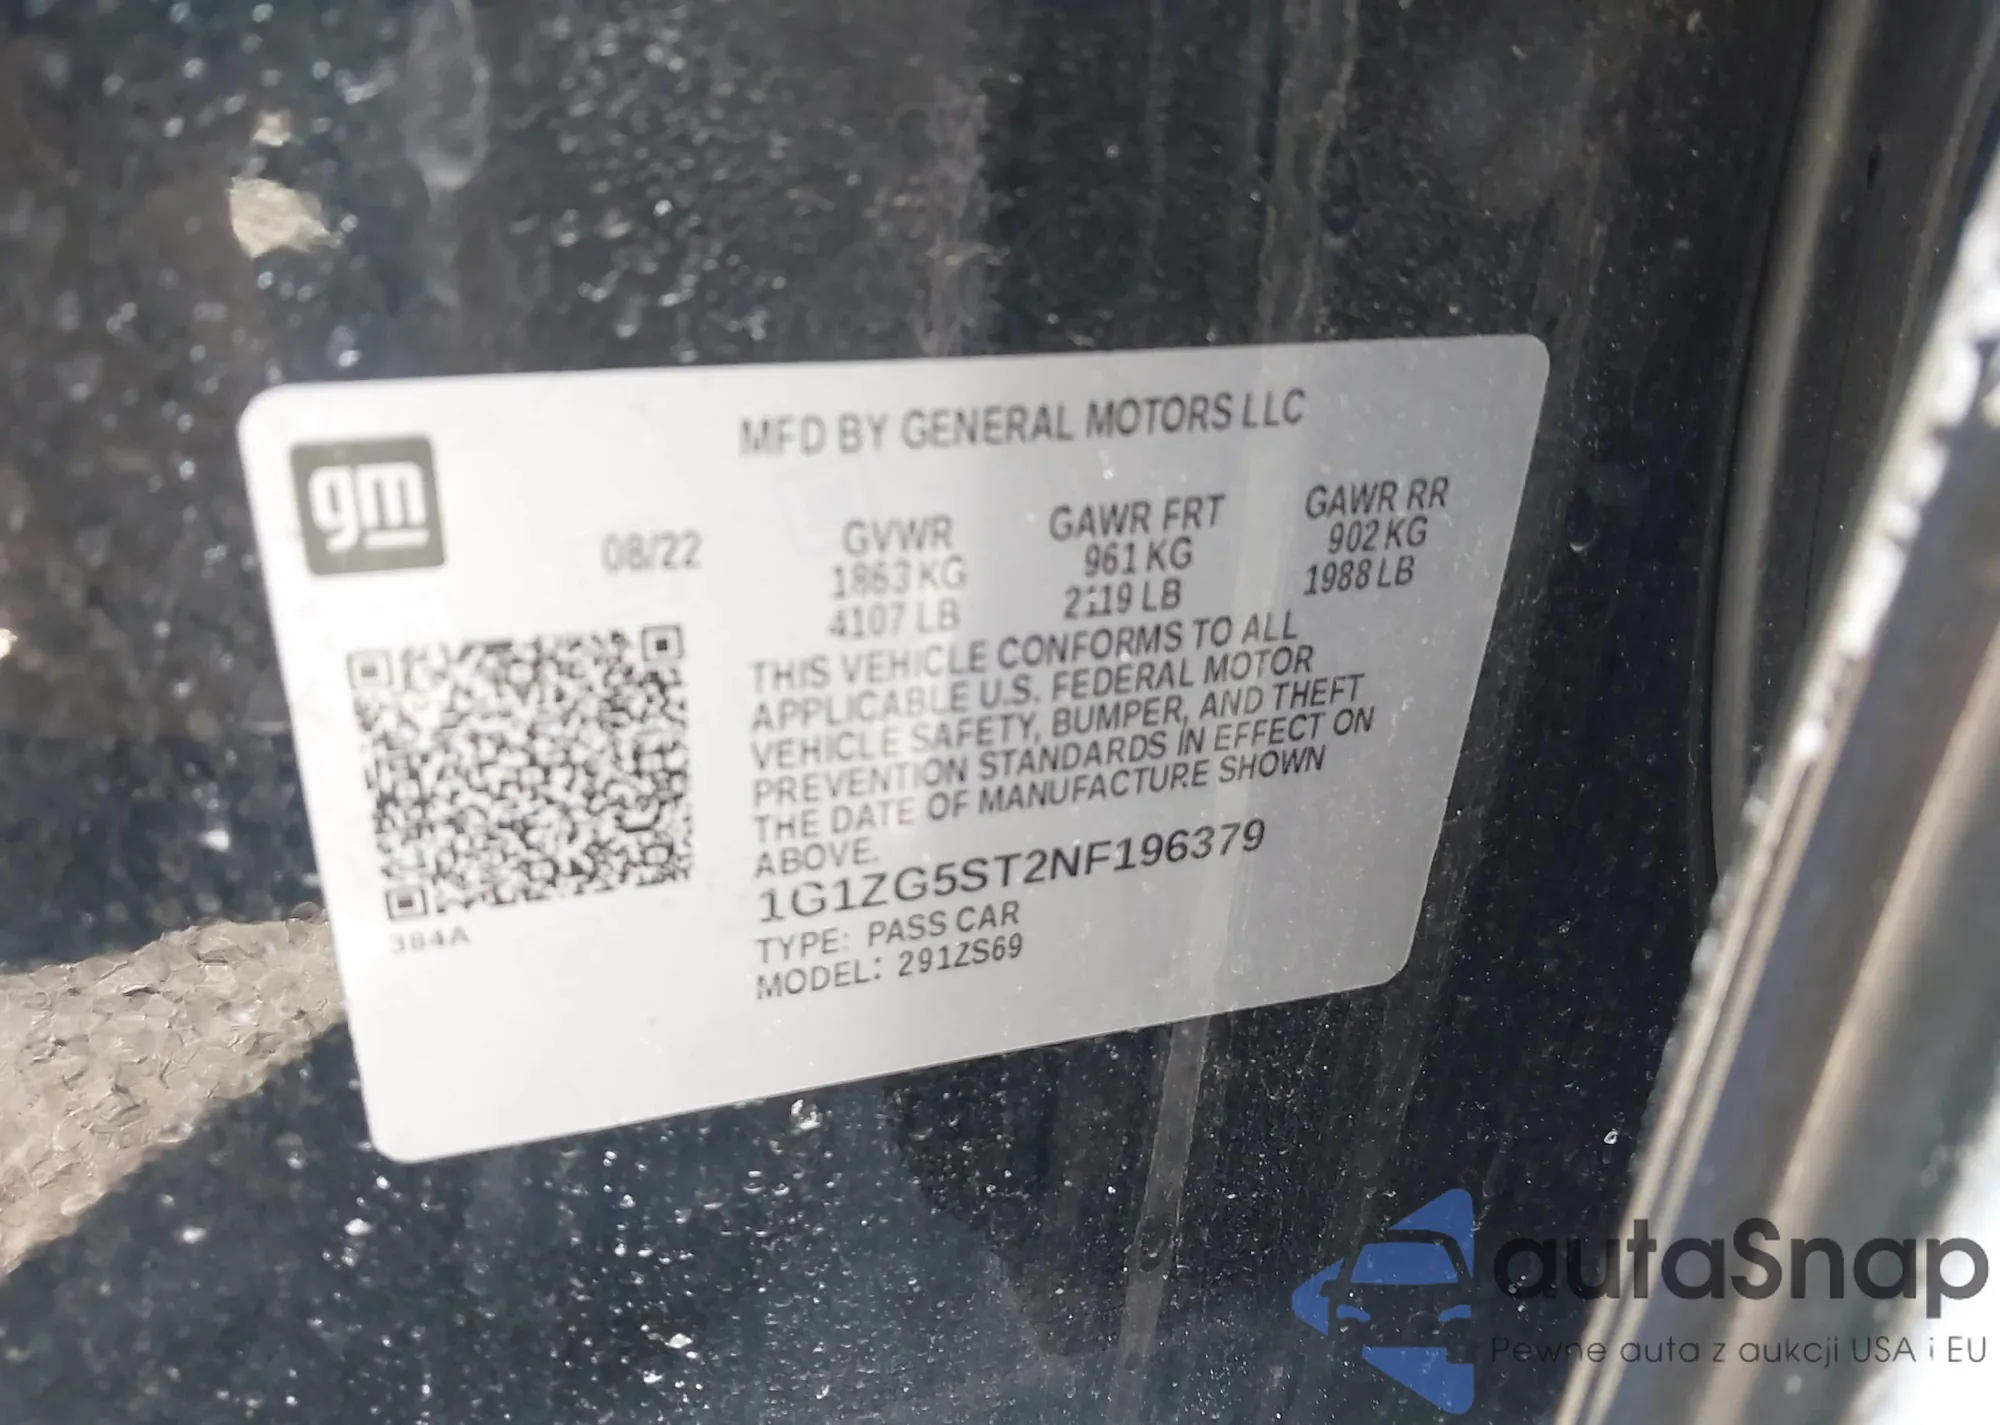 MFD BY GENERAL MOTORS LLC
gm
08/22
GVWR
1863 KG
4107 LB
GAWR FRT
961 KG
2119 LB
GAWR RR
902 KG
1988 LB
THIS VEHICLE CONFORMS TO ALL
APPLICABLE U.S. FEDERAL MOTOR
VEHICLE SAFETY, BUMPER, AND THEFT
PREVENTION STANDARDS IN EFFECT ON
THE DATE OF MANUFACTURE SHOWN
ABOVE.
1G1ZG5ST2NF196379
TYPE: PASS CAR
MODEL: 291ZS69
384A
autaSnap
Pewne auta z aukcji USA i EU